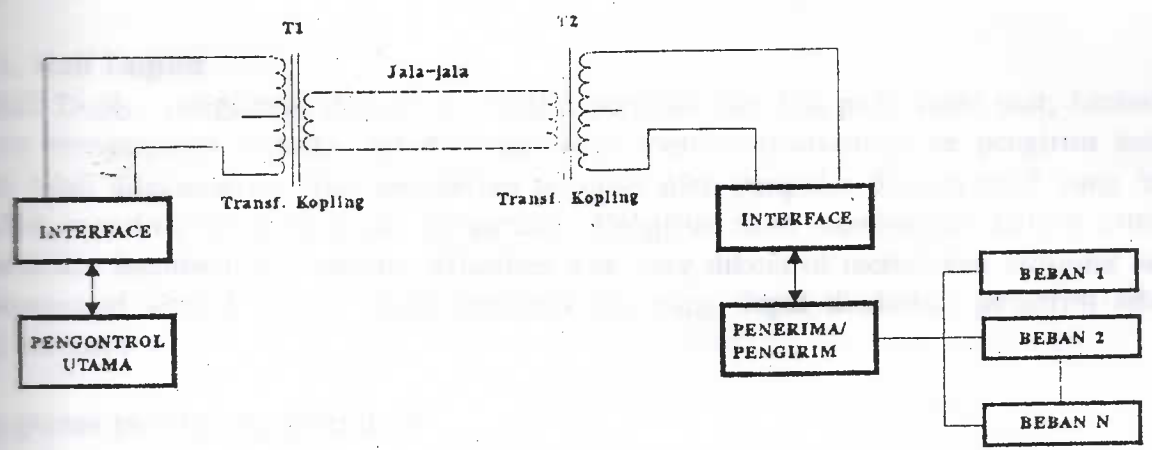 T1
T2
Jala-jala
Transf. Kopling
Transf. Kopling
INTERFACE
INTERFACE
PENGONTROL
UTAMA
PENERIMA/
PENGIRIM
BEBAN 1
BEBAN 2
BEBAN N